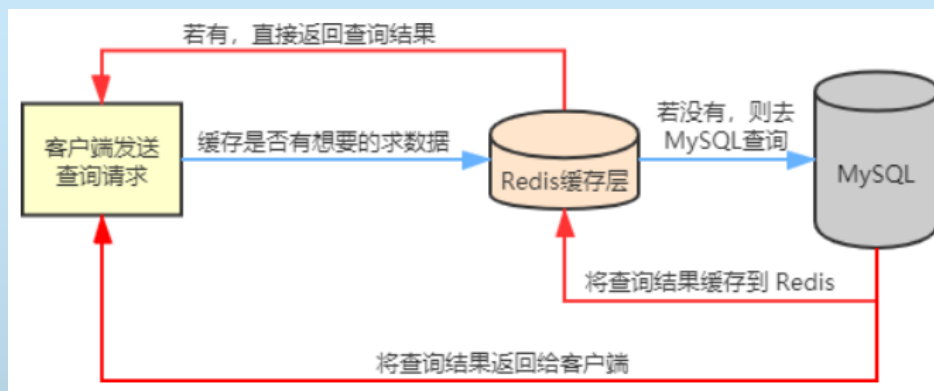 若有，直接返回查询结果
客户端发送
查询请求
缓存是否有想要的求数据
Redis缓存层
若没有，则去
MySQL查询
MySQL
将查询结果缓存到 Redis
将查询结果返回给客户端